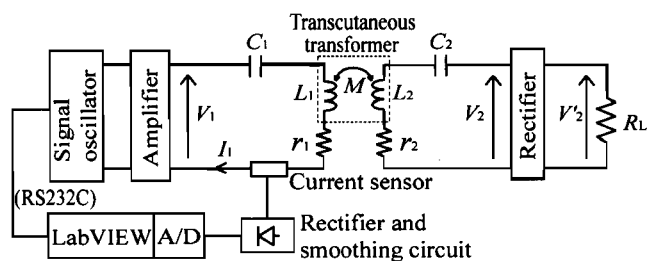 Transcutaneous
transformer
C1
C2
Signal
oscillator
Amplifier
V1
L1
M
L2
V2
Rectifier
V'2
RL
I1
r1
r2
Current sensor
(RS232C)
LabVIEW
A/D
Rectifier and
smoothing circuit